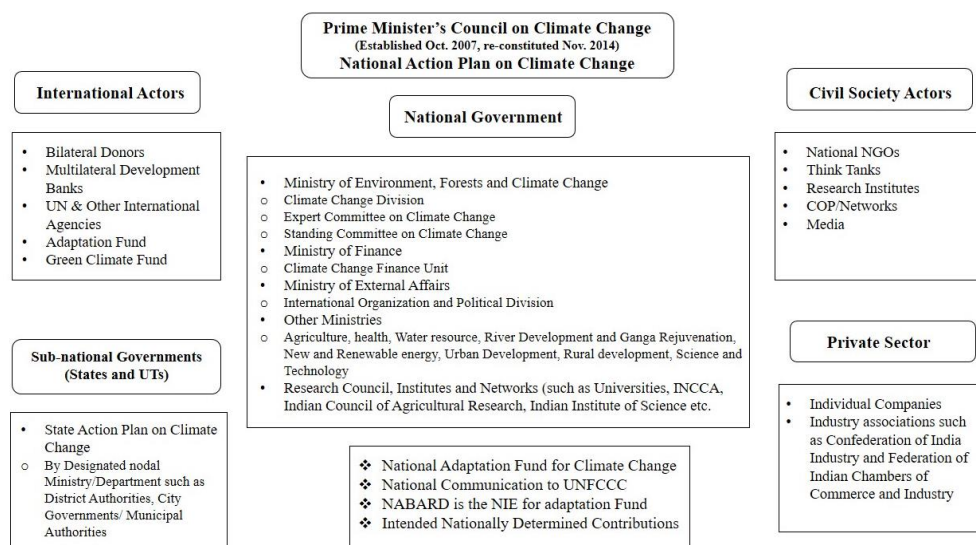 Prime Minister's Council on Climate Change
(Established Oct. 2007, re-constituted Nov. 2014)
National Action Plan on Climate Change
International Actors
• Bilateral Donors
• Multilateral Development
Banks
• UN & Other International
Agencies
• Adaptation Fund
• Green Climate Fund
National Government
• Ministry of Environment, Forests and Climate Change
o Climate Change Division
o Expert Committee on Climate Change
o Standing Committee on Climate Change
• Ministry of Finance
o Climate Change Finance Unit
• Ministry of External Affairs
o International Organization and Political Division
• Other Ministries
o Agriculture, health, Water resource, River Development and Ganga Rejuvenation,
New and Renewable energy, Urban Development, Rural development, Science and
Technology
• Research Council, Institutes and Networks (such as Universities, INCCA,
Indian Council of Agricultural Research, Indian Institute of Science etc.
Civil Society Actors
• National NGOs
• Think Tanks
• Research Institutes
• COP/Networks
• Media
Sub-national Governments
(States and UTs)
• State Action Plan on Climate
Change
o By Designated nodal
Ministry/Department such as
District Authorities, City
Governments/ Municipal
Authorities
❖ National Adaptation Fund for Climate Change
❖ National Communication to UNFCCC
❖ NABARD is the NIE for adaptation Fund
❖ Intended Nationally Determined Contributions
Private Sector
• Individual Companies
• Industry associations such
as Confederation of India
Industry and Federation of
Indian Chambers of
Commerce and Industry